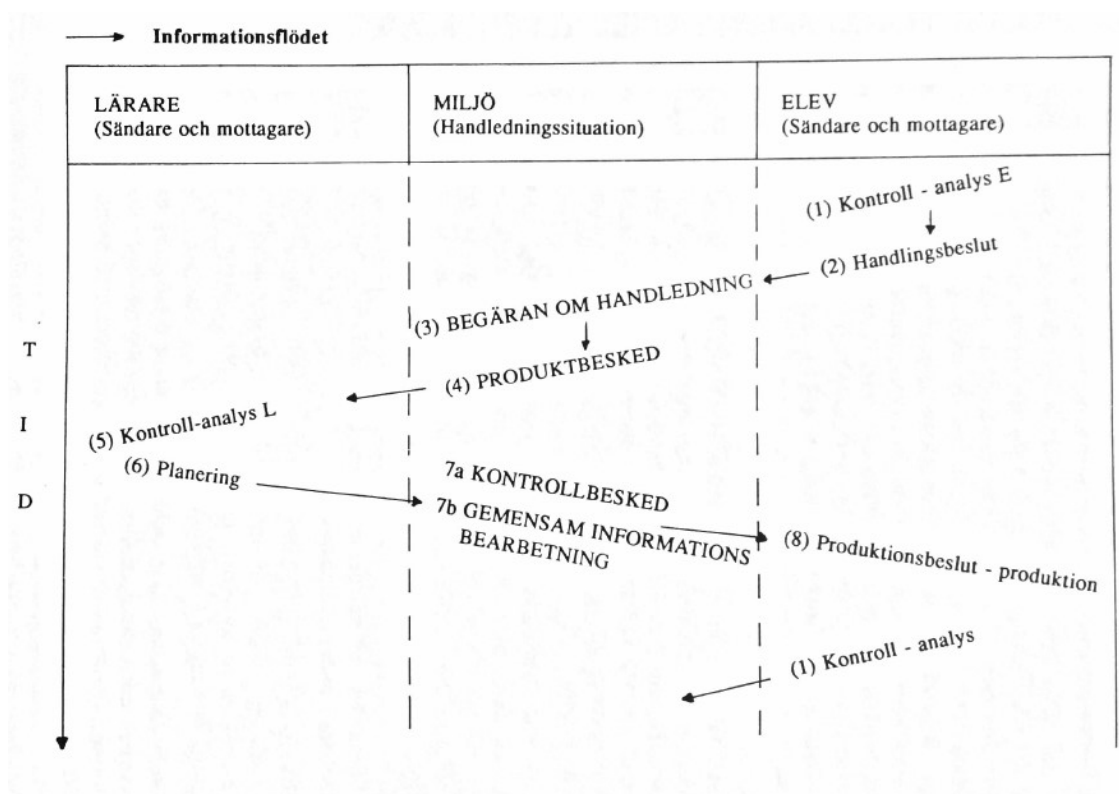 Informationsflödet
LÄRARE
(Sändare och mottagare)
MILJÖ
(Handledningssituation)
ELEV
(Sändare och mottagare)
(1) Kontroll - analys E
(2) Handlingsbeslut
(3) BEGÄRAN OM HANDLEDNING
(4) PRODUKTBESKED
T
I
D
(5) Kontroll-analys L
(6) Planering
7a KONTROLLBESKED
7b GEMENSAM INFORMATIONS
BEARBETNING
(8) Produktionsbeslut - produktion
(1) Kontroll - analys